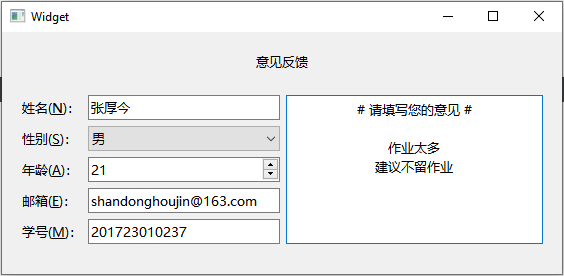 Widget
意见反馈
姓名(N)：
张厚今
性别(S)：
男
年龄(A)：
21
邮箱(E)：
shandonghoujin@163.com
学号(M)：
201723010237
# 请填写您的意见 #
作业太多
建议不留作业